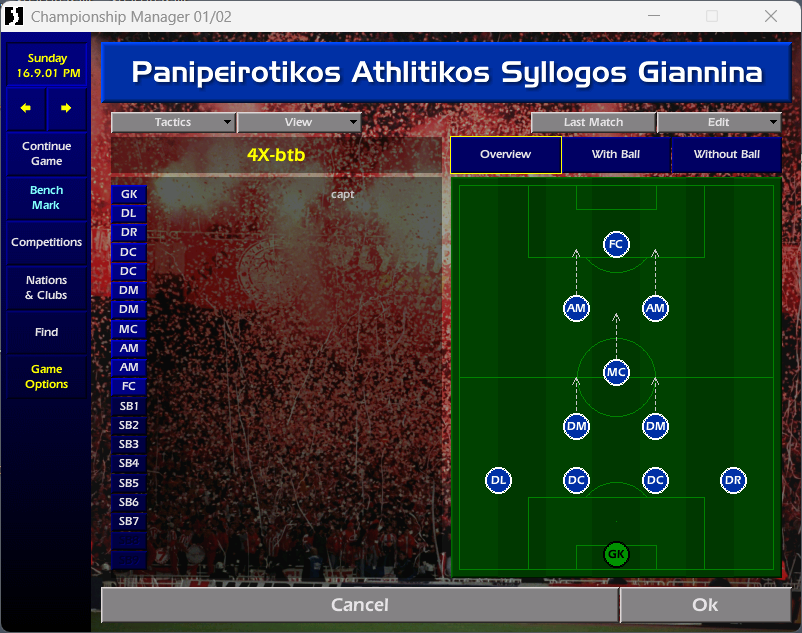 Championship Manager 01/02
Sunday
16.9.01 PM
Continue
Game
Bench
Mark
Competitions
Nations
& Clubs
Find
Game
Options
Panipeirotikos Athlitikos Syllogos Giannina
Tactics
View
Last Match
Edit
4X-btb
Overview
With Ball
Without Ball
GK capt
DL
DR
DC
DC
DM
DM
MC
AM
AM
FC
SB1
SB2
SB3
SB4
SB5
SB6
SB7
FC
AM AM
MC
DM DM
DL DC DC DR
GK
Cancel
Ok